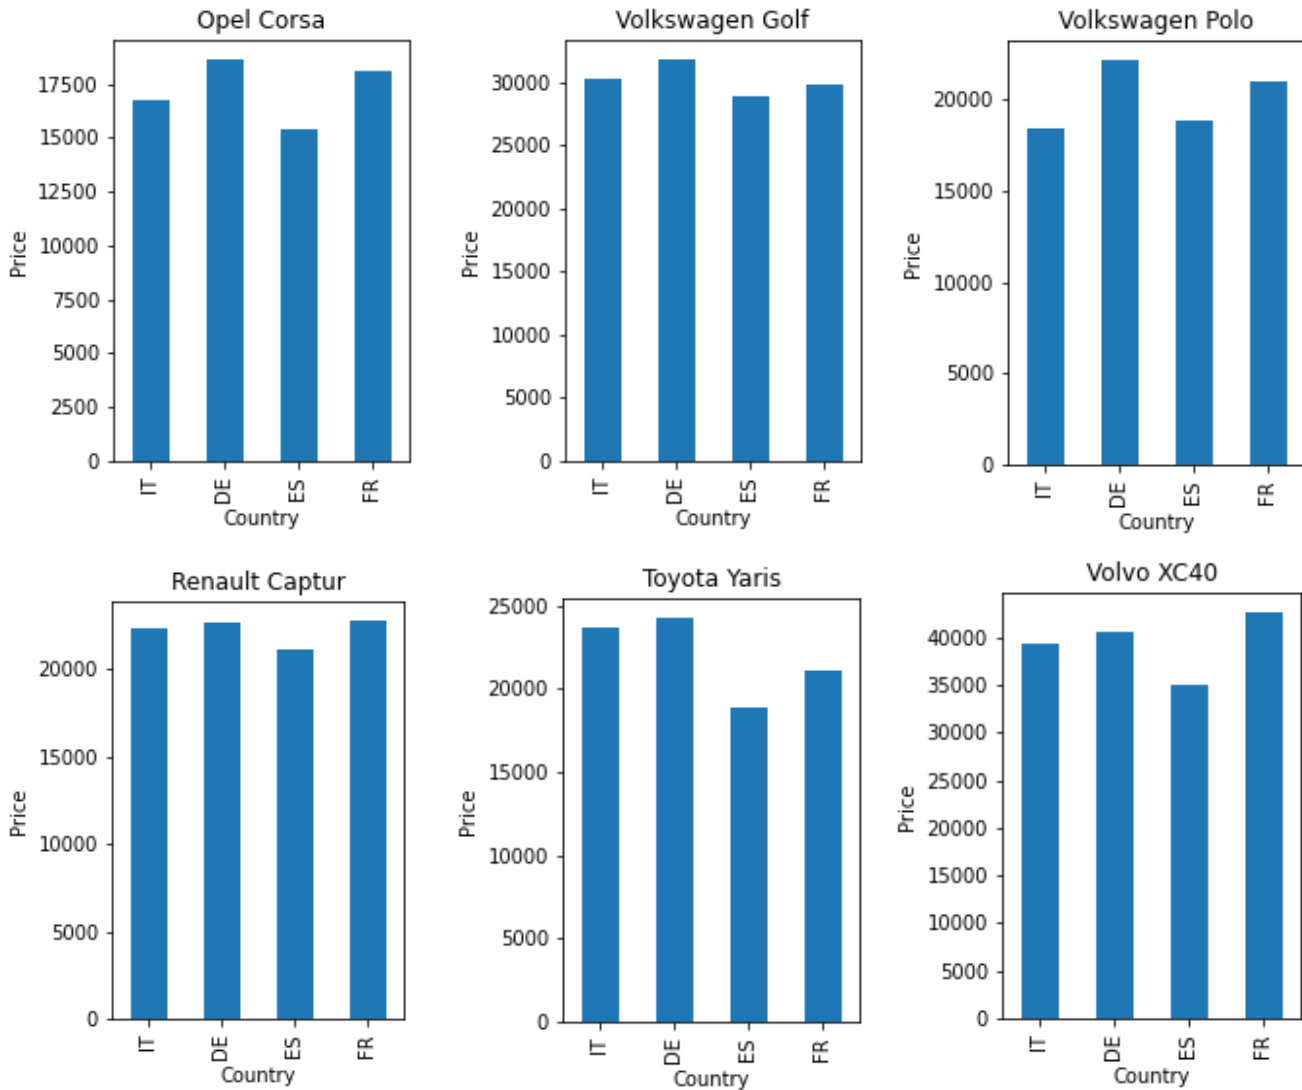 Opel Corsa
17500
15000
12500
10000
7500
5000
2500
0
Price
IT DE ES FR
Country
Volkswagen Golf
30000
25000
20000
15000
10000
5000
0
Price
IT DE ES FR
Country
Volkswagen Polo
20000
15000
10000
5000
0
Price
IT DE ES FR
Country
Renault Captur
20000
15000
10000
5000
0
Price
IT DE ES FR
Country
Toyota Yaris
25000
20000
15000
10000
5000
0
Price
IT DE ES FR
Country
Volvo XC40
40000
35000
30000
25000
20000
15000
10000
5000
0
Price
IT DE ES FR
Country